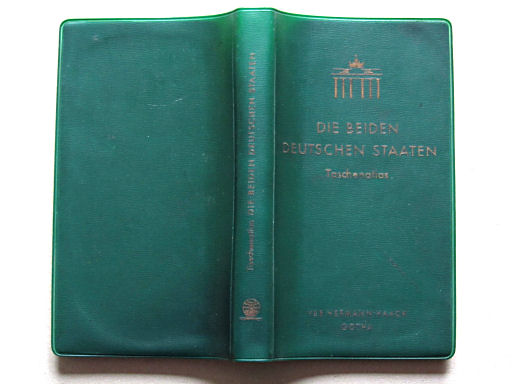 Taschenatlas DIE BEIDEN DEUTSCHEN STAATEN
DIE BEIDEN
DEUTSCHEN STAATEN
Taschenatlas
VEB HERMANN HAACK
GOTHA